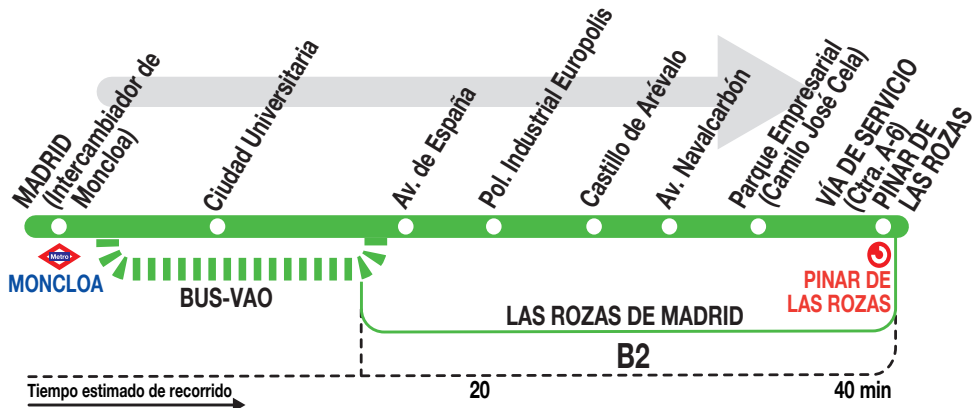 MADRID
(Intercambiador de
Moncloa)
Ciudad Universitaria
Av. de España
Pol. Industrial Europolis
Castillo de Arévalo
Av. Navalcarbón
Parque Empresarial
(Camilo José Cela)
VÍA DE SERVICIO
(Ctra. A-6)
PINAR DE
LAS ROZAS
Metro
MONCLOA
BUS-VAO
PINAR DE
LAS ROZAS
LAS ROZAS DE MADRID
B2
Tiempo estimado de recorrido
20
40 min